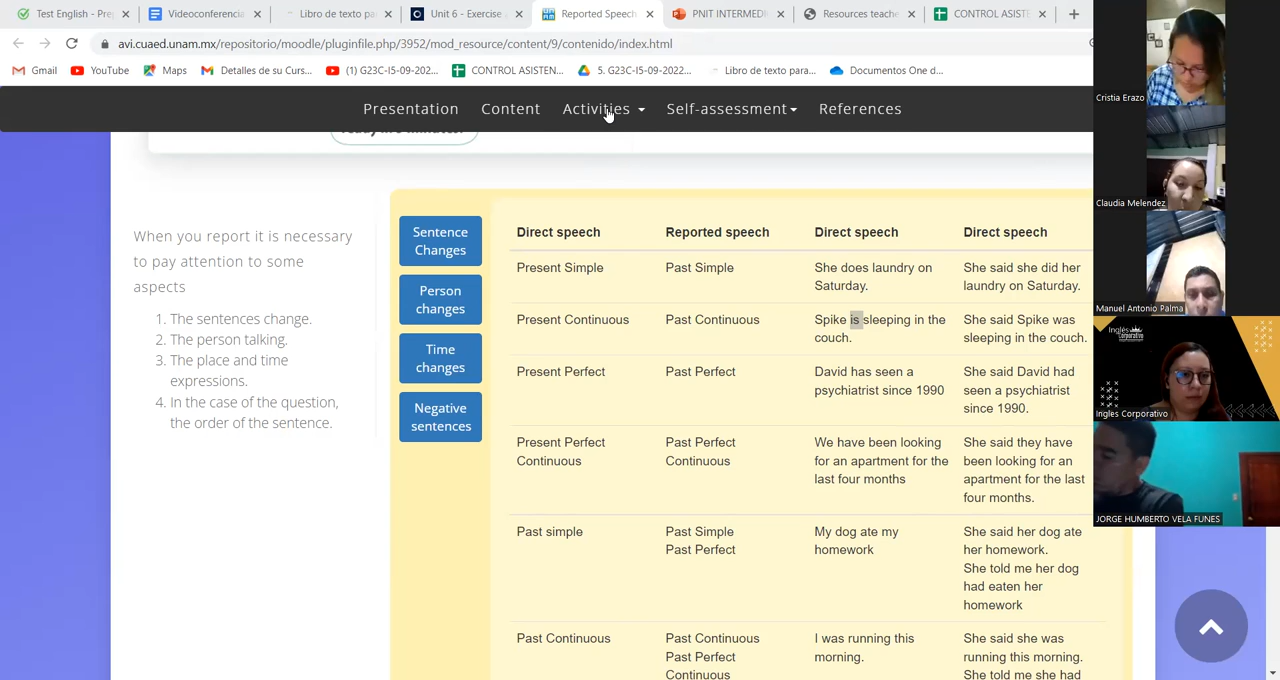 Test English - Prep
Videoconferencia
Libro de texto par
Unit 6 - Exercise
Reported Speech
PNIT INTERMEDI
Resources teache
CONTROL ASISTE
avi.cuaed.unam.mx/repositorio/moodle/pluginfile.php/3952/mod_resource/content/9/contenido/index.html
Gmail
YouTube
Maps
Detalles de su Curs...
(1) G23C-I5-09-202...
CONTROL ASISTEN...
5. G23C-I5-09-2022...
Libro de texto para...
Documentos One d...
Presentation
Content
Activities
Self-assessment
References
When you report it is necessary
to pay attention to some
aspects
1. The sentences change.
2. The person talking.
3. The place and time
expressions.
4. In the case of the question,
the order of the sentence.
Sentence
Changes
Person
changes
Time
changes
Negative
sentences
Direct speech
Reported speech
Direct speech
Direct speech
Present Simple
Past Simple
She does laundry on
Saturday.
She said she did her
laundry on Saturday.
Present Continuous
Past Continuous
Spike is sleeping in the
couch.
She said Spike was
sleeping in the couch.
Present Perfect
Past Perfect
David has seen a
psychiatrist since 1990
She said David had
seen a psychiatrist
since 1990.
Present Perfect
Continuous
Past Perfect
Continuous
We have been looking
for an apartment for the
last four months
She said they have
been looking for an
apartment for the last
four months.
Past simple
Past Simple
Past Perfect
My dog ate my
homework
She said her dog ate
her homework.
She told me her dog
had eaten her
homework
Past Continuous
Past Continuous
Past Perfect
Continuous
I was running this
morning.
She said she was
running this morning.
She told me she had
Cristia Erazo
Claudia Melendez
Manuel Antonio Palma
Inglés
Corporativo
Ingles Corporativo
JORGE HUMBERTO VELA FUNES